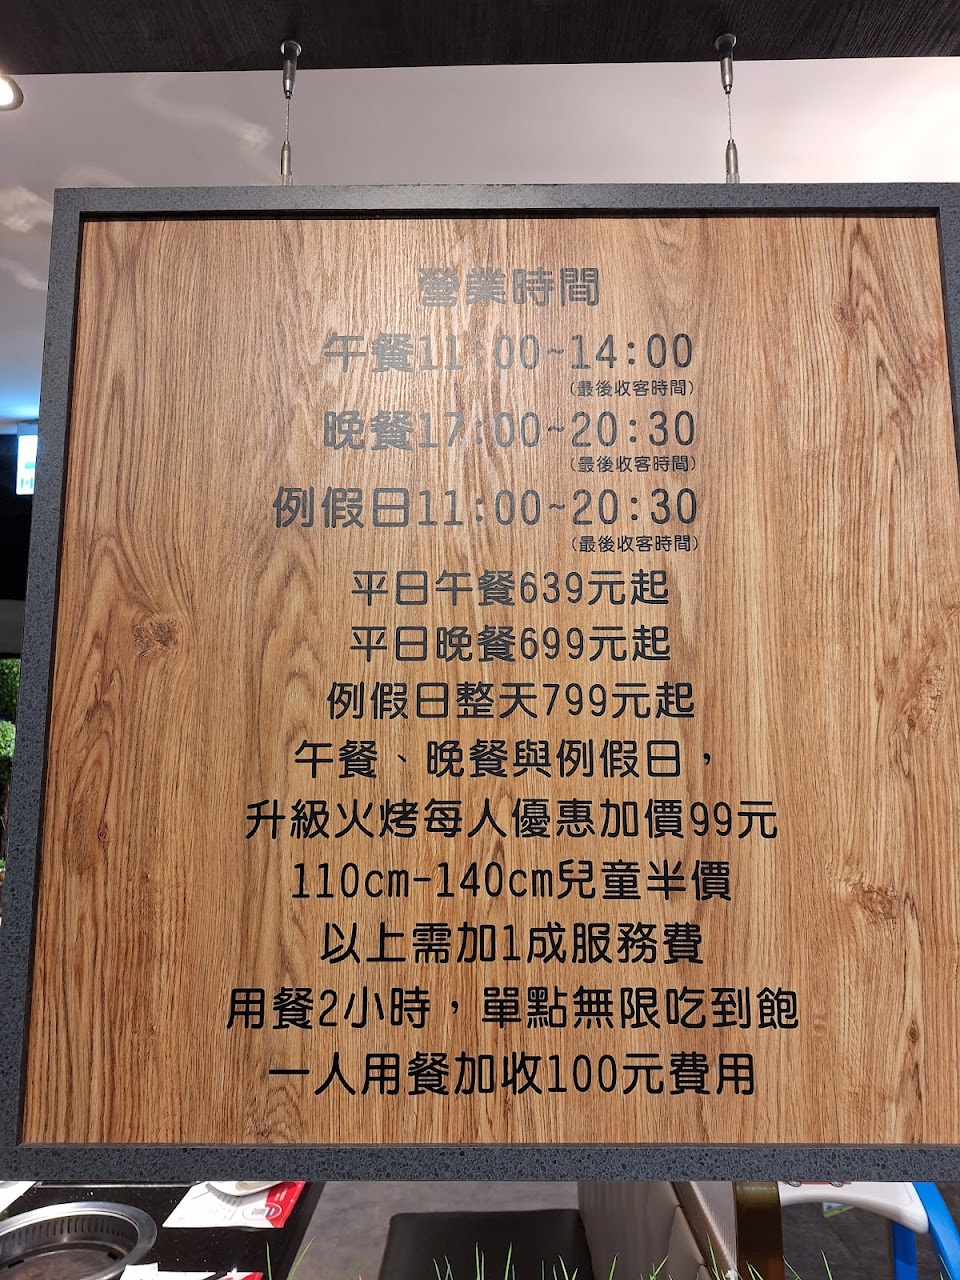 營業時間
午餐11:00~14:00
(最後收客時間)
晚餐17:00~20:30
(最後收客時間)
例假日11:00~20:30
(最後收客時間)
平日午餐639元起
平日晚餐699元起
例假日整天799元起
午餐、晚餐與例假日，
升級火烤每人優惠加價99元
110cm-140cm兒童半價
以上需加1成服務費
用餐2小時，單點無限吃到飽
一人用餐加收100元費用